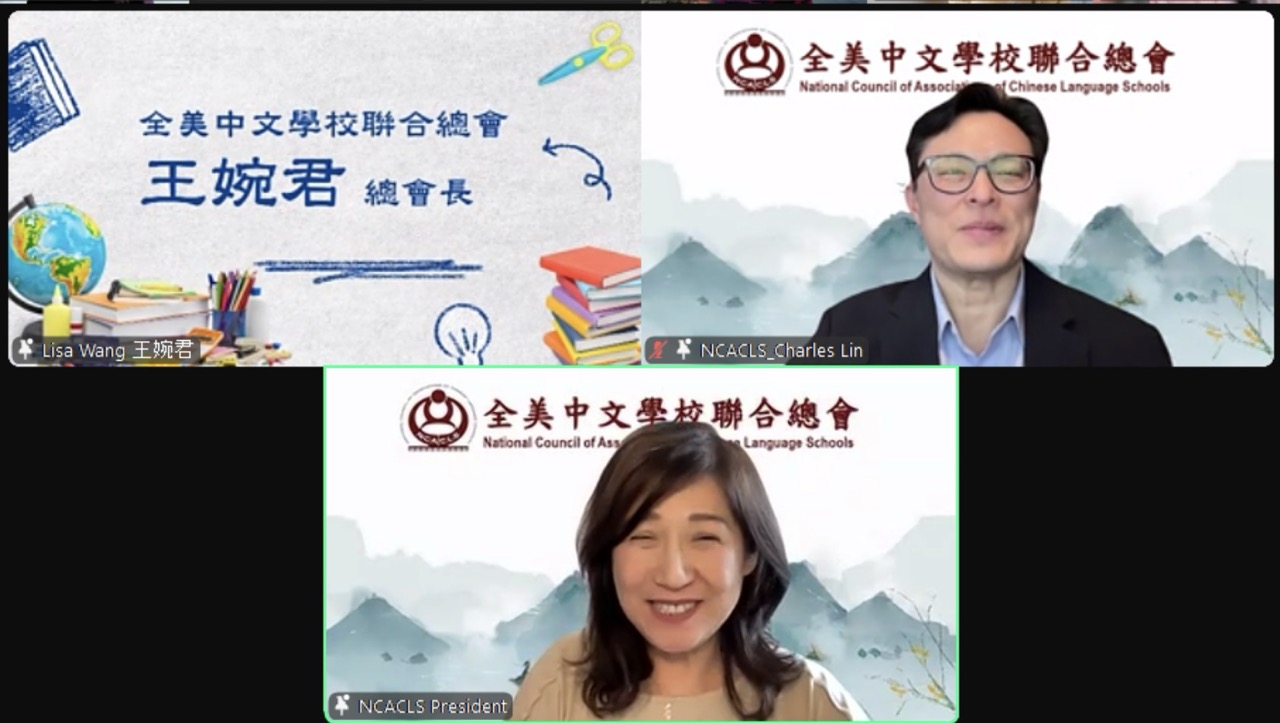 全美中文學校聯合總會
王婉君 總會長
Lisa Wang 王婉君
NCACLS
全美中文學校聯合總會
National Council of Associat of Chinese Language Schools
NCACLS_Charles Lin
NCACLS
全美中文學校聯合總會
National Council of Ass Language Schools
NCACLS President